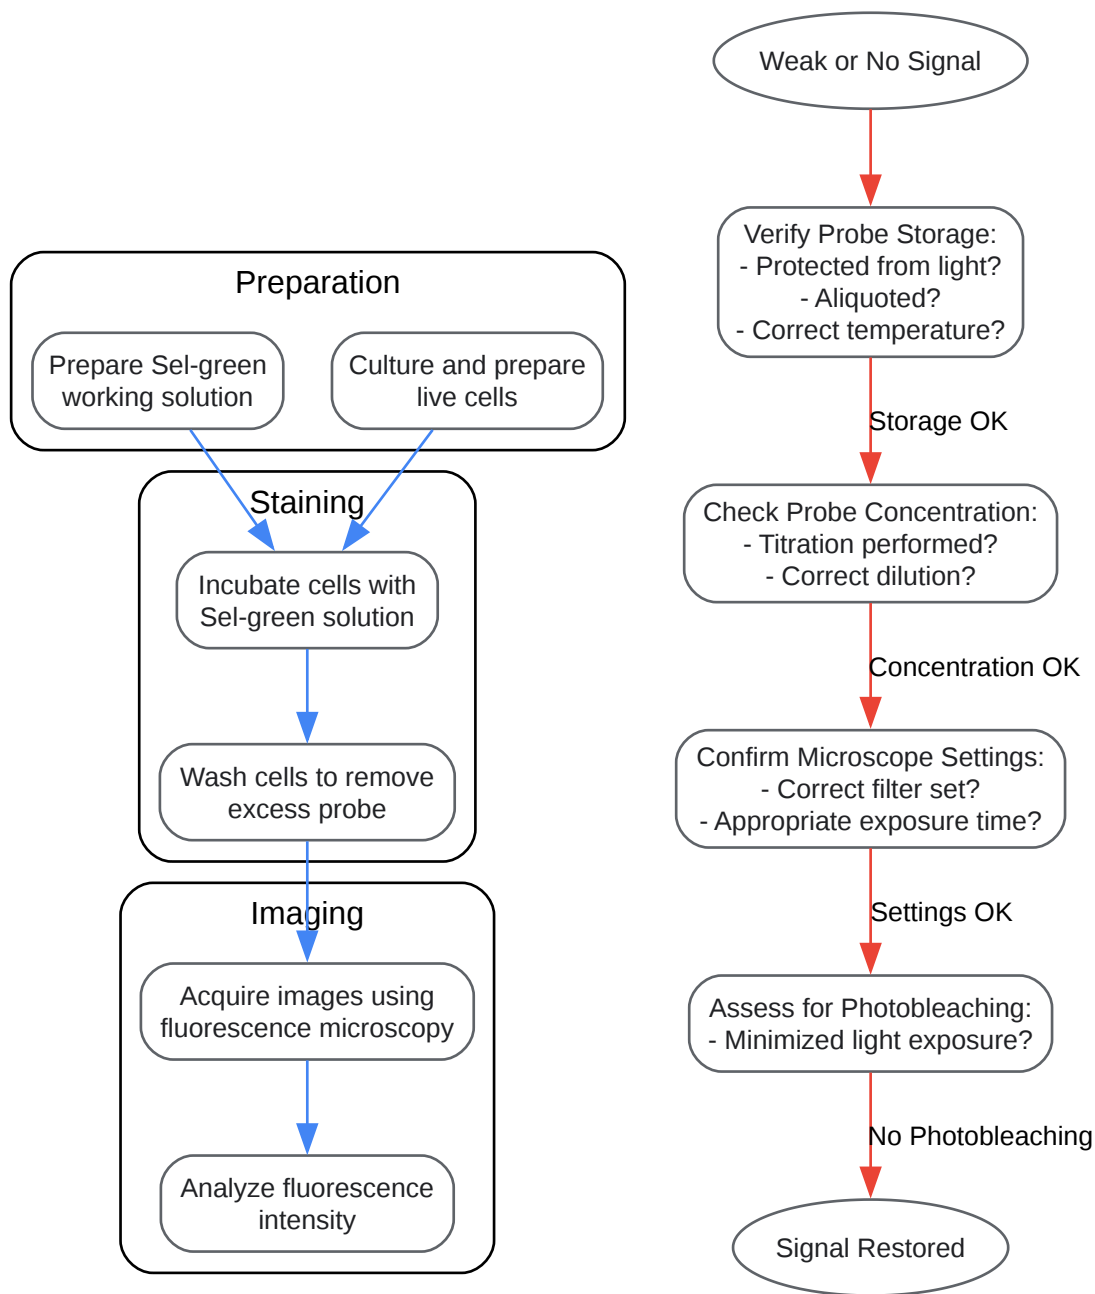 Preparation
Prepare Sel-green
working solution
Culture and prepare
live cells
Staining
Incubate cells with
Sel-green solution
Wash cells to remove
excess probe
Imaging
Acquire images using
fluorescence microscopy
Analyze fluorescence
intensity
Weak or No Signal
Verify Probe Storage:
- Protected from light?
- Aliquoted?
- Correct temperature?
Storage OK
Check Probe Concentration:
- Titration performed?
- Correct dilution?
Concentration OK
Confirm Microscope Settings:
- Correct filter set?
- Appropriate exposure time?
Settings OK
Assess for Photobleaching:
- Minimized light exposure?
No Photobleaching
Signal Restored